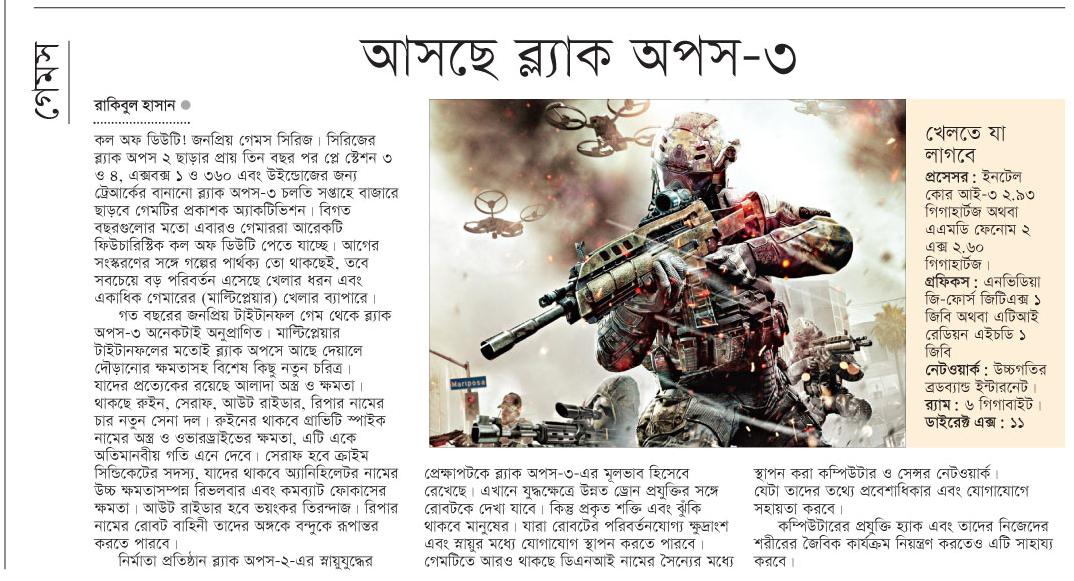 গেমস
আসছে ব্ল্যাক অপস-৩
রাকিবুল হাসান
কল অফ ডিউটি! জনপ্রিয় গেমস সিরিজ। সিরিজের
ব্ল্যাক অপস ২ ছাড়ার প্রায় তিন বছর পর প্লে স্টেশন ৩
ও ৪, এক্সবক্স ১ ও ৩৬০ এবং উইন্ডোজের জন্য
ট্রেআর্কের বানানো ব্ল্যাক অপস-৩ চলতি সপ্তাহে বাজারে
ছাড়বে গেমটির প্রকাশক অ্যাকটিভিশন। বিগত
বছরগুলোর মতো এবারও গেমাররা আরেকটি
ফিউচারিস্টিক কল অফ ডিউটি পেতে যাচ্ছে। আগের
সংস্করণের সঙ্গে গল্পের পার্থক্য তো থাকছেই, তবে
সবচেয়ে বড় পরিবর্তন এসেছে খেলার ধরন এবং
একাধিক গেমারের (মাল্টিপ্লেয়ার) খেলার ব্যাপারে।
গত বছরের জনপ্রিয় টাইটানফল গেম থেকে ব্ল্যাক
অপস-৩ অনেকটাই অনুপ্রাণিত। মাল্টিপ্লেয়ার
টাইটানফলের মতোই ব্ল্যাক অপসে আছে দেয়ালে
দৌড়ানোর ক্ষমতাসহ বিশেষ কিছু নতুন চরিত্র।
যাদের প্রত্যেকের রয়েছে আলাদা অস্ত্র ও ক্ষমতা।
থাকছে রুইন, সেরাফ, আউট রাইডার, রিপার নামের
চার নতুন সেনা দল। রুইনের থাকবে গ্রাভিটি স্পাইক
নামের অস্ত্র ও ওভারড্রাইভের ক্ষমতা, এটি একে
অতিমানবীয় গতি এনে দেবে। সেরাফ হবে ক্রাইম
সিন্ডিকেটের সদস্য, যাদের থাকবে অ্যানিহিলেটর নামের
উচ্চ ক্ষমতাসম্পন্ন রিভলবার এবং কমব্যাট ফোকাসের
ক্ষমতা। আউট রাইডার হবে ভয়ংকর তিরন্দাজ। রিপার
নামের রোবট বাহিনী তাদের অঙ্গকে বন্দুকে রূপান্তর
করতে পারবে।
নির্মাতা প্রতিষ্ঠান ব্ল্যাক অপস-২-এর স্নায়ুযুদ্ধের
Mariposa
প্রেক্ষাপটকে ব্ল্যাক অপস-৩-এর মূলভাব হিসেবে
রেখেছে। এখানে যুদ্ধক্ষেত্রে উন্নত ড্রোন প্রযুক্তির সঙ্গে
রোবটকে দেখা যাবে। কিন্তু প্রকৃত শক্তি এবং ঝুঁকি
থাকবে মানুষের। যারা রোবটের পরিবর্তনযোগ্য ক্ষুদ্রাংশ
এবং স্নায়ুর মধ্যে যোগাযোগ স্থাপন করতে পারবে।
গেমটিতে আরও থাকছে ডিএনআই নামের সৈন্যের মধ্যে
স্থাপন করা কম্পিউটার ও সেন্সর নেটওয়ার্ক।
যেটা তাদের তথ্যে প্রবেশাধিকার এবং যোগাযোগে
সহায়তা করবে।
কম্পিউটারের প্রযুক্তি হ্যাক এবং তাদের নিজেদের
শরীরের জৈবিক কার্যক্রম নিয়ন্ত্রণ করতেও এটি সাহায্য
করবে।
খেলতে যা
লাগবে
প্রসেসর : ইনটেল
কোর আই-৩ ২.৯৩
গিগাহার্টজ অথবা
এএমডি ফেনোম ২
এক্স ২.৬০
গিগাহার্টজ।
গ্রফিকস : এনভিডিয়া
জি-ফোর্স জিটিএক্স ১
জিবি অথবা এটিআই
রেডিয়ন এইচডি ১
জিবি
নেটওয়ার্ক : উচ্চগতির
ব্রডব্যান্ড ইন্টারনেট।
র‍্যাম : ৬ গিগাবাইট।
ডাইরেক্ট এক্স : ১১